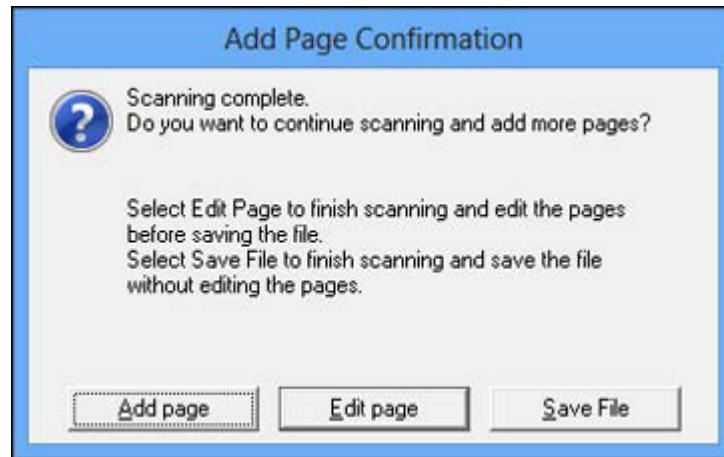 Add Page Confirmation
?
Scanning complete.
Do you want to continue scanning and add more pages?
Select Edit Page to finish scanning and edit the pages
before saving the file.
Select Save File to finish scanning and save the file
without editing the pages.
Add page
Edit page
Save File